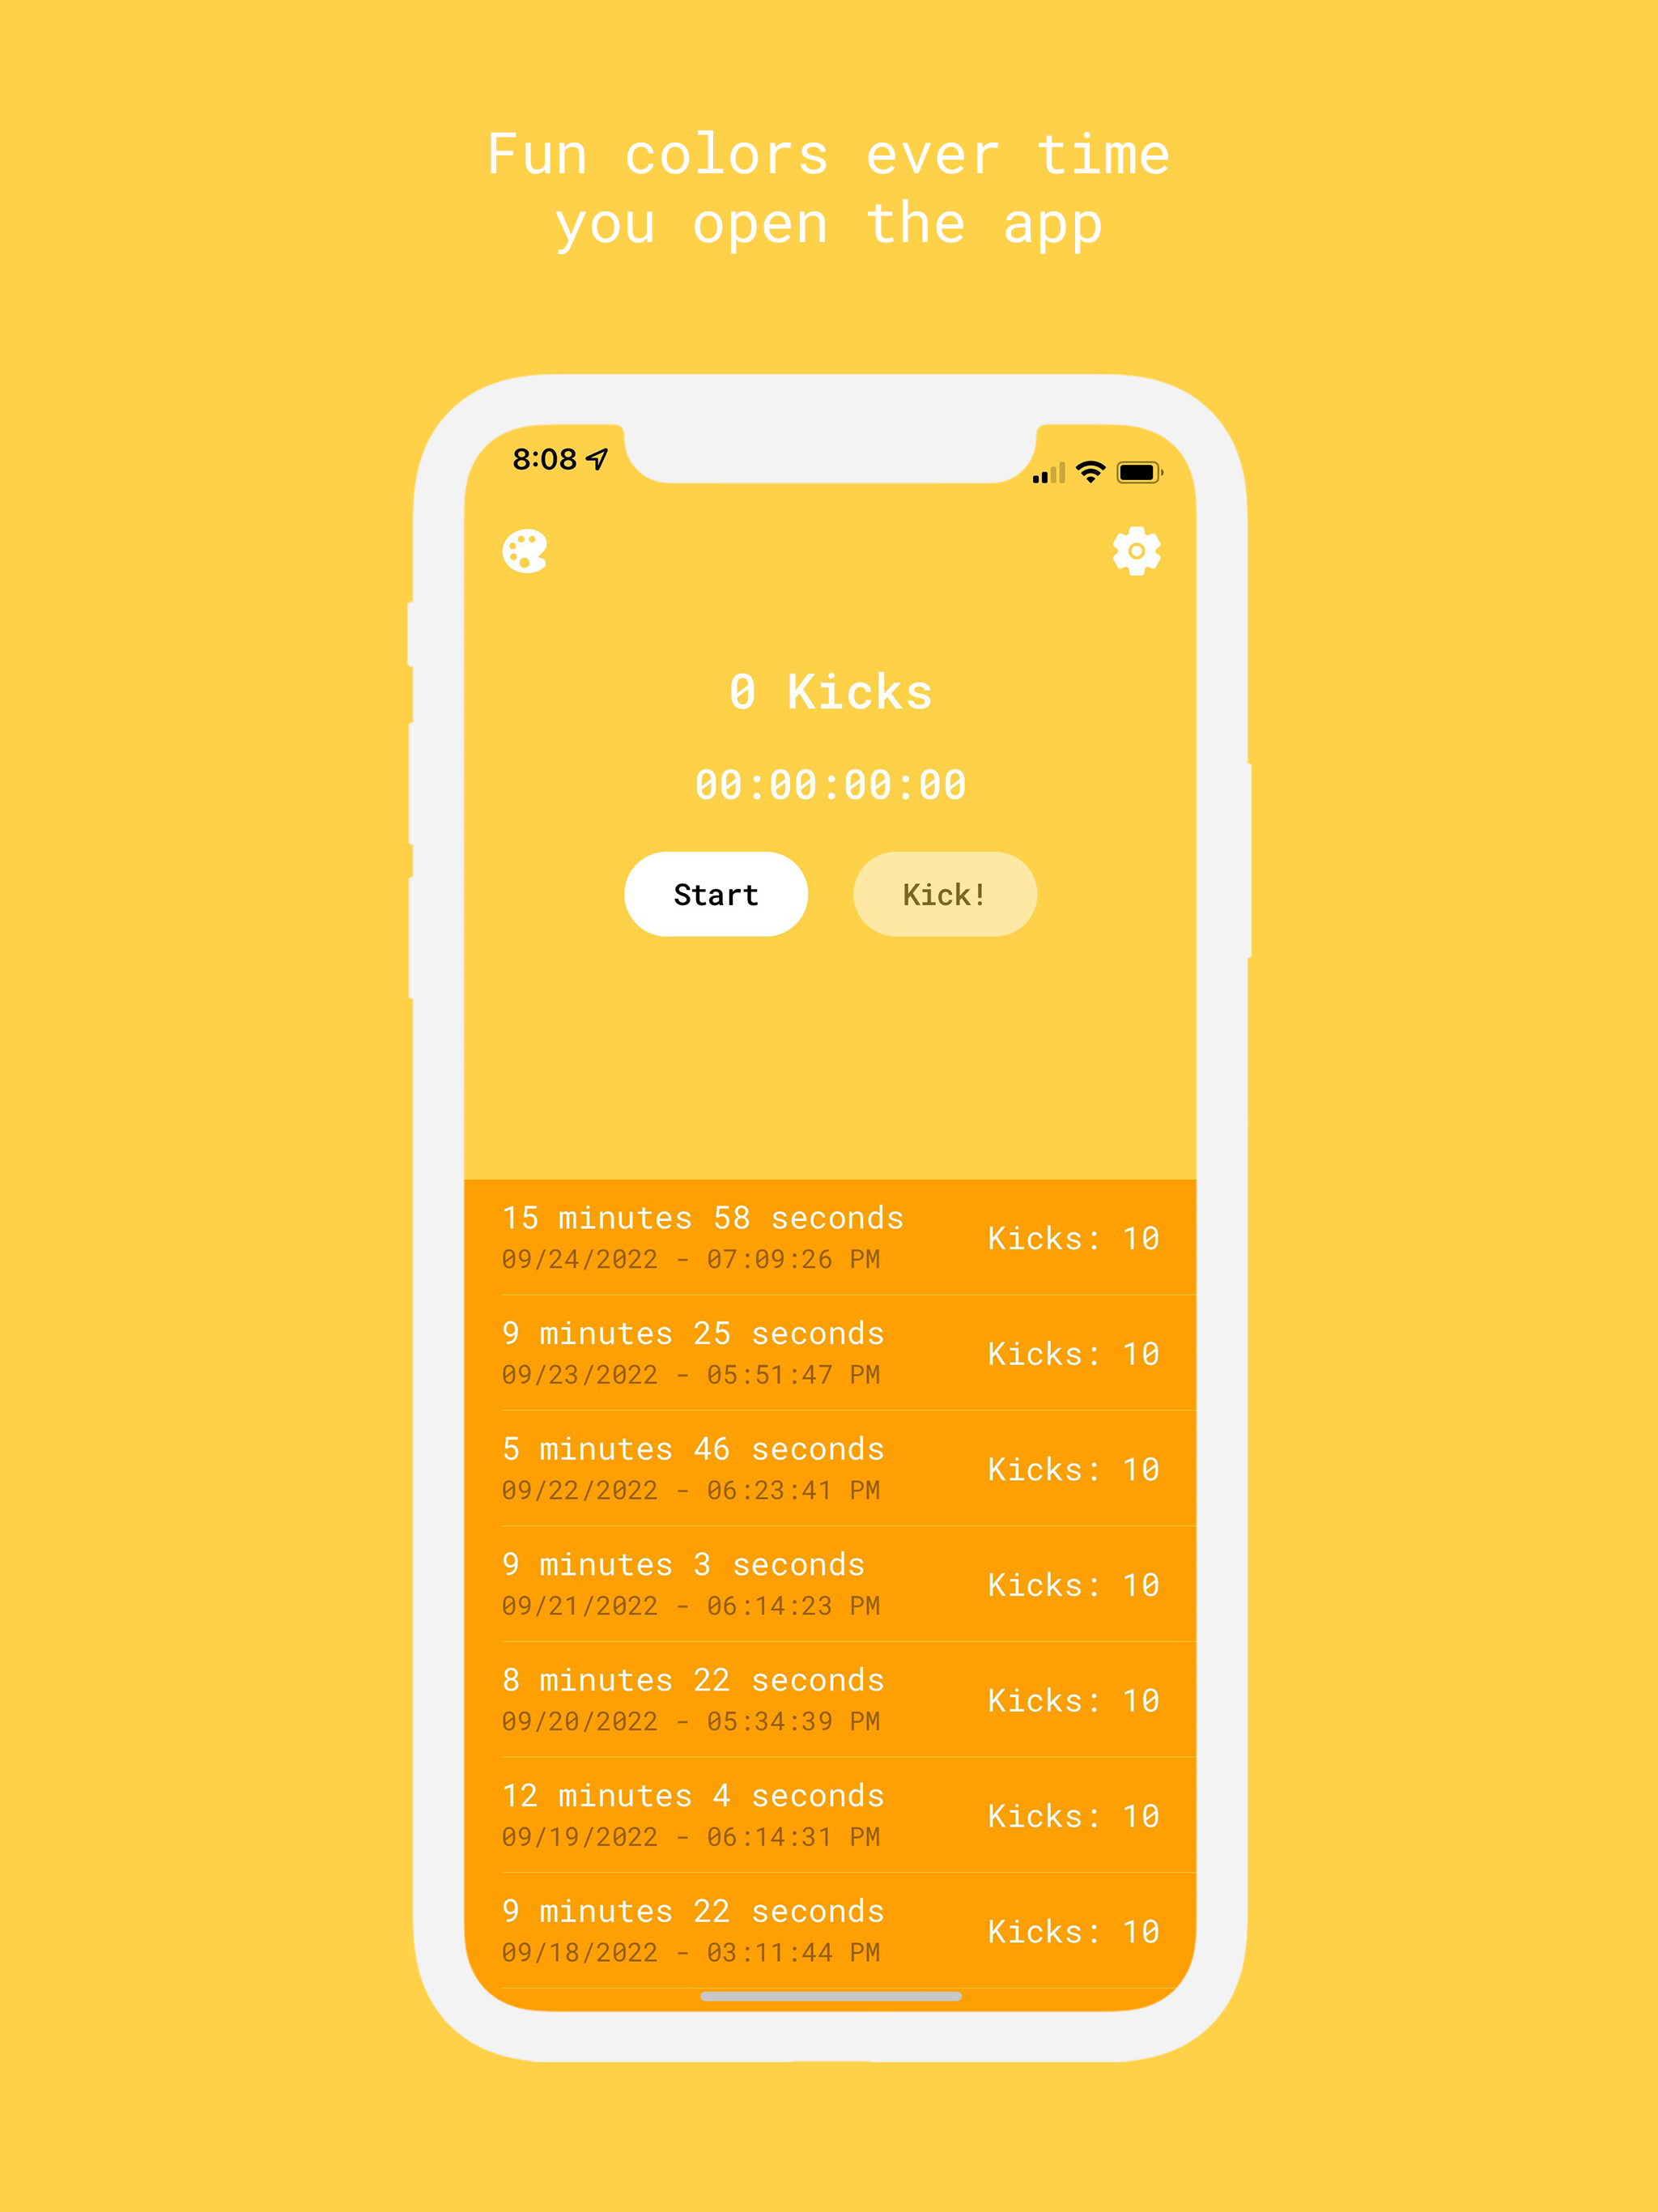 Fun colors ever time
you open the app
8:08
0 Kicks
00:00:00:00
Start
Kick!
15 minutes 58 seconds
09/24/2022 - 07:09:26 PM
Kicks: 10
9 minutes 25 seconds
09/23/2022 - 05:51:47 PM
Kicks: 10
5 minutes 46 seconds
09/22/2022 - 06:23:41 PM
Kicks: 10
9 minutes 3 seconds
09/21/2022 - 06:14:23 PM
Kicks: 10
8 minutes 22 seconds
09/20/2022 - 05:34:39 PM
Kicks: 10
12 minutes 4 seconds
09/19/2022 - 06:14:31 PM
Kicks: 10
9 minutes 22 seconds
09/18/2022 - 03:11:44 PM
Kicks: 10